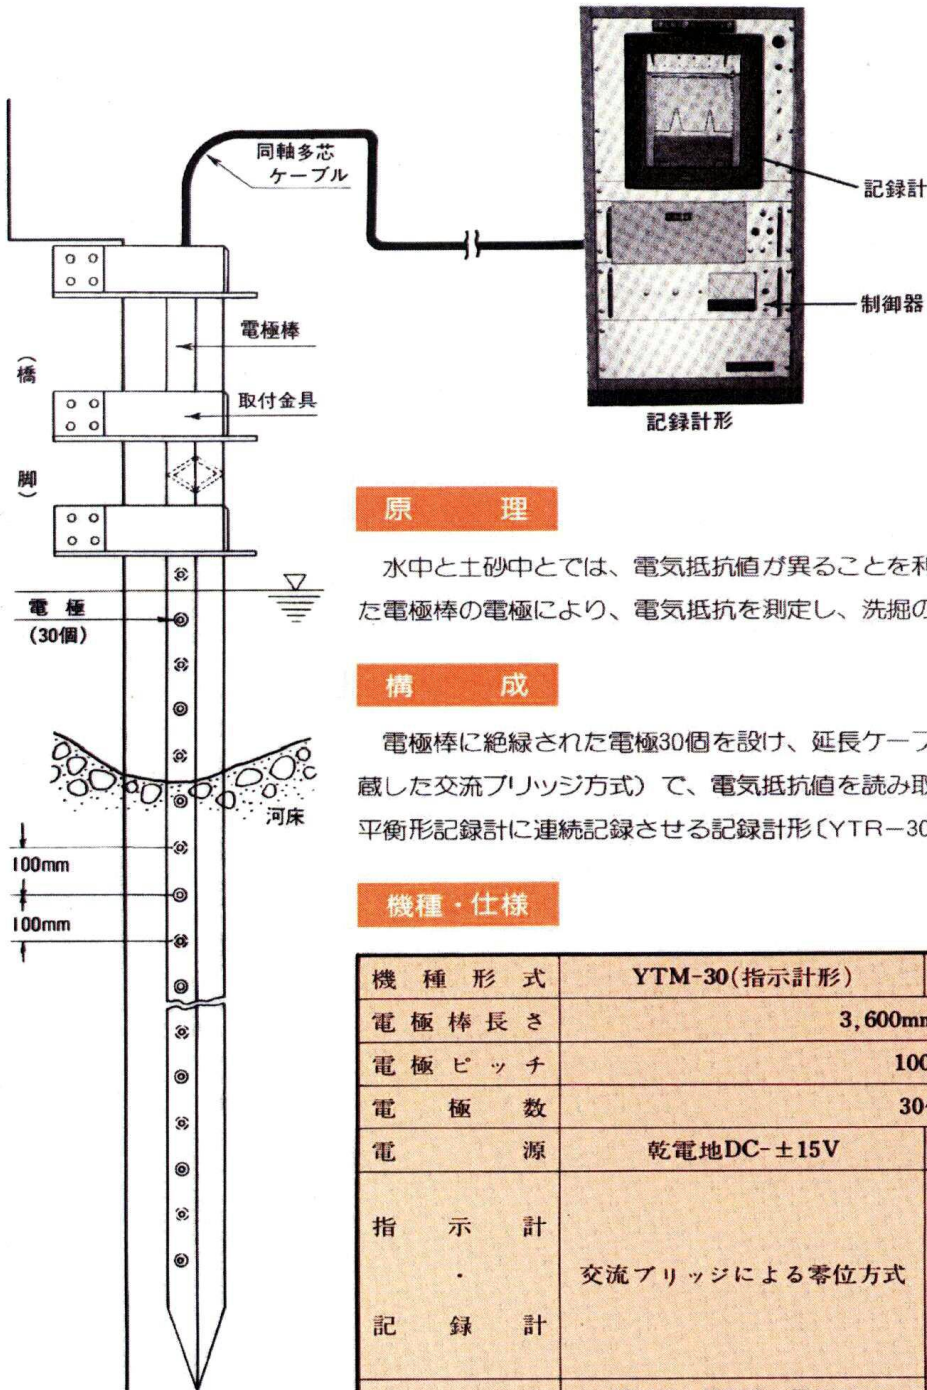 同軸多芯
ケーブル
記録計
制御器
記録計形
電極棒
取付金具
(橋
脚)
電極
(30個)
河床
100mm
100mm
原理
水中と土砂中とでは、電気抵抗値が異ることを利
た電極棒の電極により、電気抵抗を測定し、洗掘の
構成
電極棒に絶縁された電極30個を設け、延長ケーブ
蔵した交流ブリッジ方式）で、電気抵抗値を読み取
平衡形記録計に連続記録させる記録計形〔YTR−30
機種・仕様
機種形式 YTM-30(指示計形)
電極棒長さ 3,600mm
電極ピッチ 100
電極数 30
電源 乾電地DC-±15V
指示計
・
交流ブリッジによる零位方式
記録計